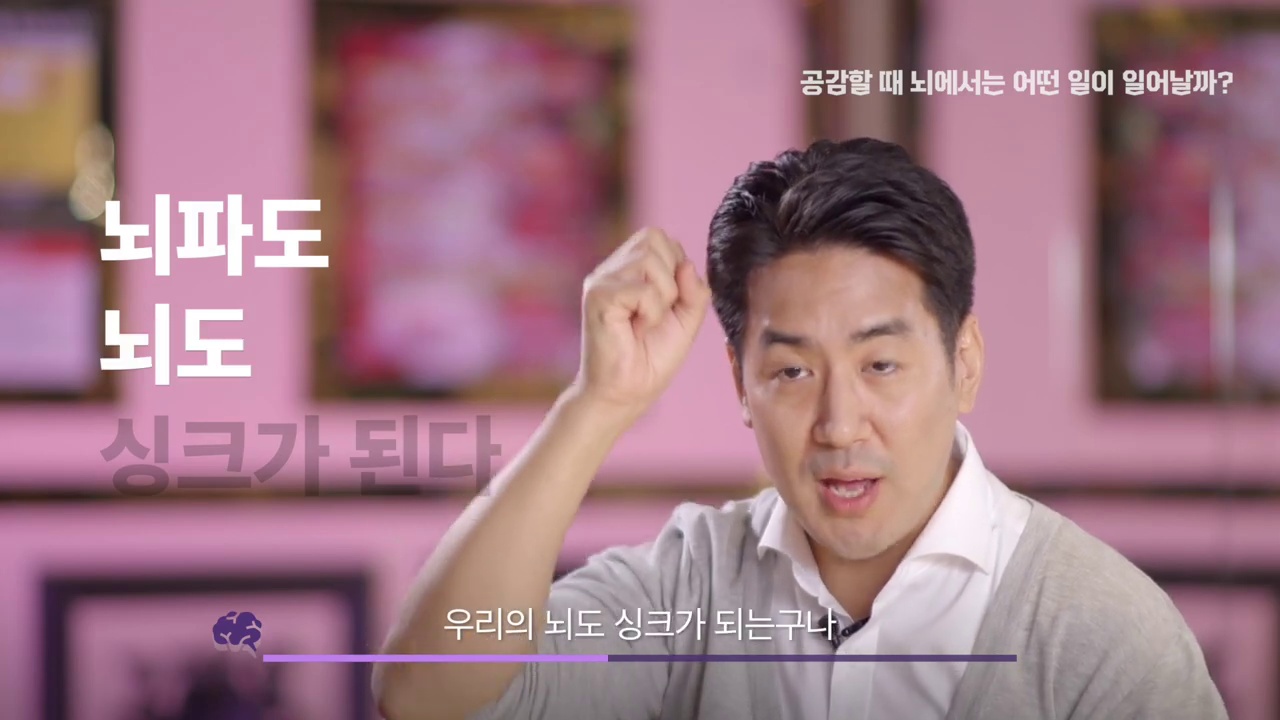 공감할 때 뇌에서는 어떤 일이 일어날까?
뇌파도
뇌도
싱크가 된다
우리의 뇌도 싱크가 되는구나